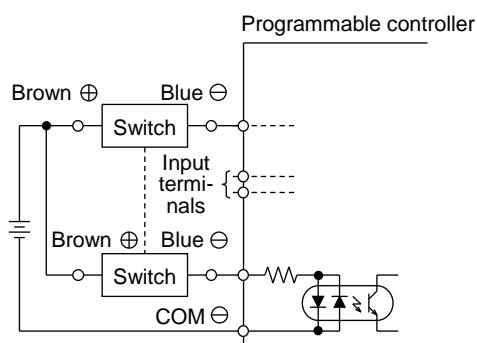 Programmable controller
Brown ⊕
Blue ⊖
Switch
Input
termi-
nals
Brown ⊕
Blue ⊖
Switch
COM ⊖